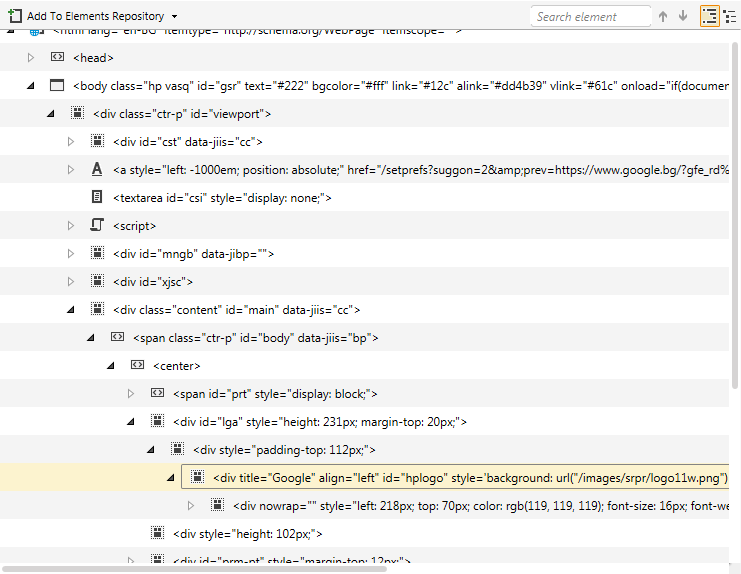 Add To Elements Repository
Search element
<html lang="en-BG" itemtype="http://schema.org/WebPage" itemscope="">
<head>
<body class="hp vasq" id="gsr" text="#222" bgcolor="#fff" link="#12c" alink="#dd4b39" vlink="#61c" onload="if(documen
<div class="ctr-p" id="viewport">
<div id="cst" data-jiis="cc">
<a style="left: -1000em; position: absolute;" href="/setprefs?suggon=2&amp;prev=https://www.google.bg/?gfe_rd%
<textarea id="csi" style="display: none;">
<script>
<div id="mngb" data-jibp="">
<div id="xjsc">
<div class="content" id="main" data-jiis="cc">
<span class="ctr-p" id="body" data-jiis="bp">
<center>
<span id="prt" style="display: block;">
<div id="lga" style="height: 231px; margin-top: 20px;">
<div style="padding-top: 112px;">
<div title="Google" align="left" id="hplogo" style='background: url("/images/srpr/logo11w.png")
<div nowrap="" style="left: 218px; top: 70px; color: rgb(119, 119, 119); font-size: 16px; font-we
<div style="height: 102px;">
<div id="prm-pt" style="margin-top: 12px;">